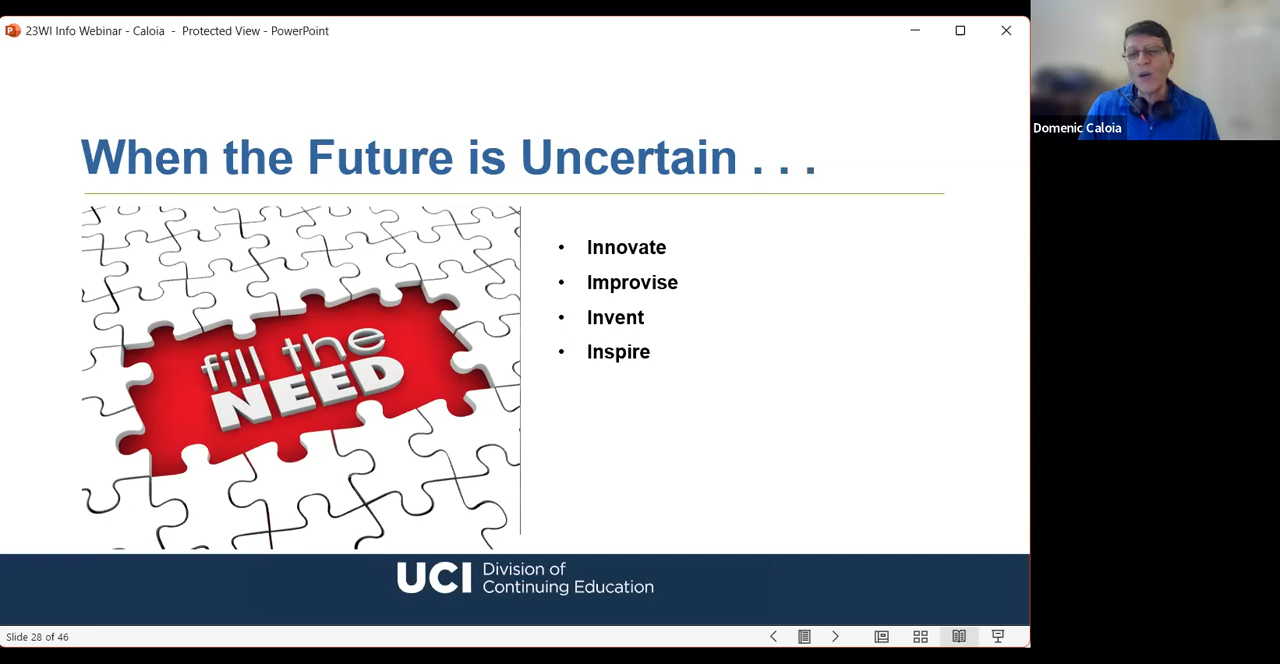 23WI Info Webinar - Caloia - Protected View - PowerPoint
Domenic Caloia
When the Future is Uncertain . . .
fill the
NEED
• Innovate
• Improvise
• Invent
• Inspire
UCI Division of
Continuing Education
Slide 28 of 46